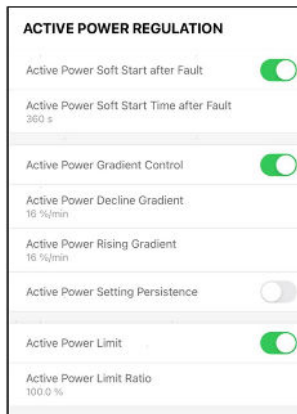 ACTIVE POWER REGULATION
Active Power Soft Start after Fault
Active Power Soft Start Time after Fault
360 s
Active Power Gradient Control
Active Power Decline Gradient
16 %/min
Active Power Rising Gradient
16 %/min
Active Power Setting Persistence
Active Power Limit
Active Power Limit Ratio
100.0 %